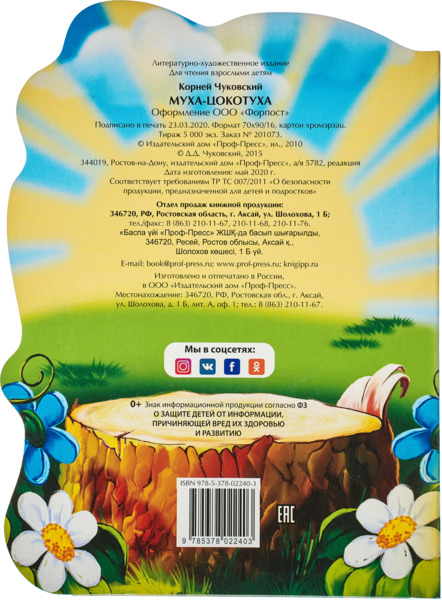 Литературно-художественное издание
Для чтения взрослыми детям
Корней Чуковский
МУХА-ЦОКОТУХА
Оформление ООО «Форпост»
Подписано в печать 23.03.2020. Формат 70х90/16, картон хромэрзац.
Тираж 5 000 экз. Заказ № 201073.
© Издательский дом «Проф-Пресс», ил., 2010
© Д.Д. Чуковский, 2015
344019, Ростов-на-Дону, издательский дом «Проф-Пресс», а/я 5782, редакция
Дата изготовления: май 2020 г.
Соответствует требованиям ТР ТС 007/2011 «О безопасности
продукции, предназначенной для детей и подростков»
Отдел продаж книжной продукции:
346720, РФ, Ростовская область, г. Аксай, ул. Шолохова, 1 Б;
тел.: 8 (863) 210-11-67, 210-11-68, 210-11-76.
«Баспа үйі «Проф-Пресс» ЖШҚ-да басып шығарылды,
346720, Ресей, Ростов облысы, Аксай қ.,
Шолохов көшесі, 1 Б уй.
E-mail: book@prof-press.ru; www.prof-press.ru; knigipp.ru
Изготовлено и отпечатано в России,
в ООО «Издательский дом «Проф-Пресс».
Местонахождение: 346720, РФ, Ростовская обл., г. Аксай,
ул. Шолохова, д. 1 Б, лит. А, оф. 1; тел.: 8 (863) 210-11-67.
Мы в соцсетях:
0+ Знак информационной продукции согласно ФЗ
О ЗАЩИТЕ ДЕТЕЙ ОТ ИНФОРМАЦИИ,
ПРИЧИНЯЮЩЕЙ ВРЕД ИХ ЗДОРОВЬЮ
И РАЗВИТИЮ
ISBN 978-5-378-02240-3
9 785378 022403
EAC